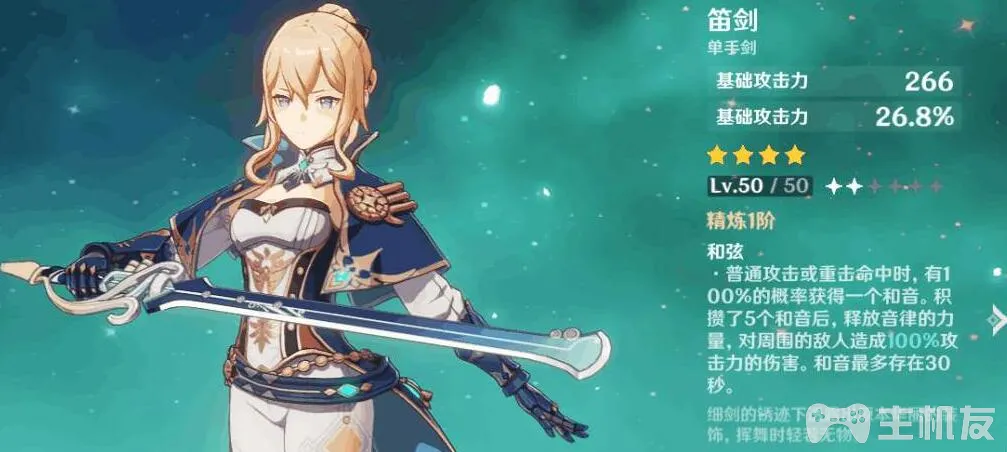 笛剑
单手剑
基础攻击力 266
基础攻击力 26.8%
Lv.50 / 50
精炼1阶
和弦
·普通攻击或重击命中时,有1
00%的概率获得一个和音。积
攒了5个和音后,释放音律的力
量,对周围的敌人造成100%攻
击力的伤害。和音最多存在30
秒。
细剑的锈迹下
饰,挥舞时轻若无物
主机友